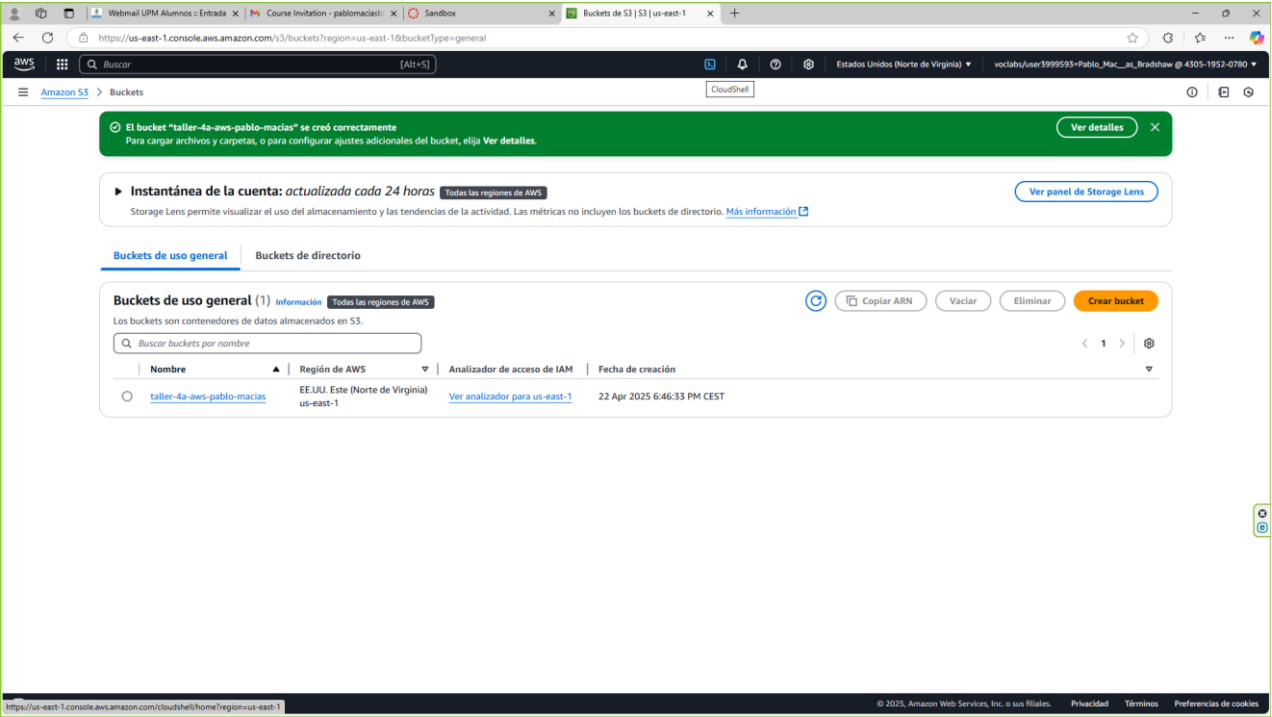 Webmail UPM Alumnos :: Entrada
Course Invitation - pablomaciasb
Sandbox
Buckets de S3 | S3 | us-east-1
https://us-east-1.console.aws.amazon.com/s3/buckets?region=us-east-1&bucketType=general
aws
Buscar
[Alt+S]
Estados Unidos (Norte de Virginia)
voclabs/user3999593=Pablo_Mac__as_Bradshaw @ 4305-1952-0780
Amazon S3 > Buckets
CloudShell
El bucket "taller-4a-aws-pablo-macias" se creó correctamente
Para cargar archivos y carpetas, o para configurar ajustes adicionales del bucket, elija Ver detalles.
Ver detalles
Instantánea de la cuenta: actualizada cada 24 horas Todas las regiones de AWS
Storage Lens permite visualizar el uso del almacenamiento y las tendencias de la actividad. Las métricas no incluyen los buckets de directorio. Más información
Ver panel de Storage Lens
Buckets de uso general
Buckets de directorio
Buckets de uso general (1) Información Todas las regiones de AWS
Copiar ARN
Vaciar
Eliminar
Crear bucket
Los buckets son contenedores de datos almacenados en S3.
Buscar buckets por nombre
1
Nombre
Región de AWS
Analizador de acceso de IAM
Fecha de creación
taller-4a-aws-pablo-macias
EE.UU. Este (Norte de Virginia)
us-east-1
Ver analizador para us-east-1
22 Apr 2025 6:46:33 PM CEST
https://us-east-1.console.aws.amazon.com/cloudshell/home?region=us-east-1
© 2025, Amazon Web Services, Inc. o sus filiales.
Privacidad
Términos
Preferencias de cookies